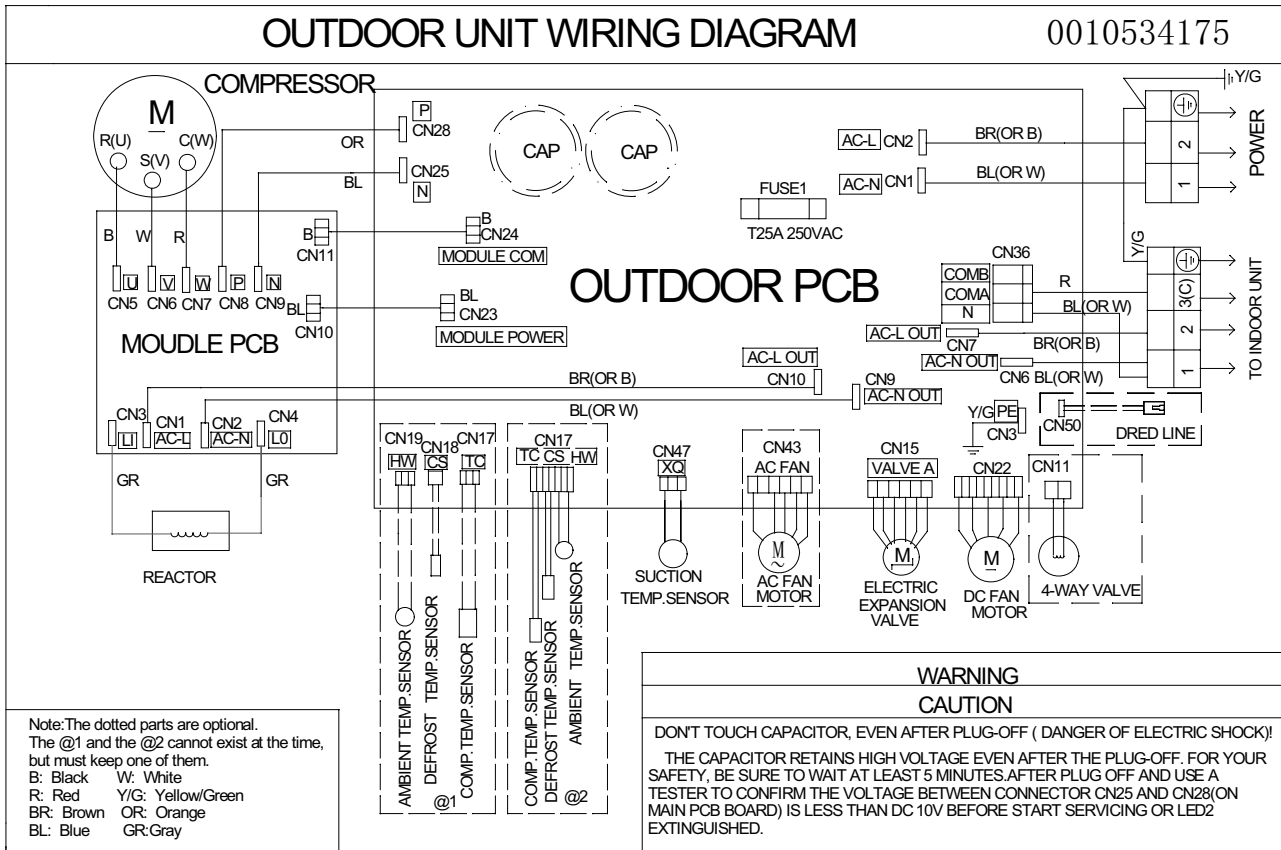 OUTDOOR UNIT WIRING DIAGRAM
0010534175
COMPRESSOR
M
R(U)
S(V)
C(W)
B
W
R
OR
BL
P
CN28
CN25
N
CAP
CAP
FUSE1
T25A 250VAC
AC-L CN2
BR(OR B)
AC-N CN1
BL(OR W)
Y/G
2
1
POWER
Y/G
B
CN11
B
CN24
MODULE COM
BL
CN10
BL
CN23
MODULE POWER
U
V
W
P
N
CN5
CN6
CN7
CN8
CN9
MOUDLE PCB
OUTDOOR PCB
CN36
COMB
COMA
N
R
BL(OR W)
AC-L OUT
CN7
BR(OR B)
AC-N OUT
CN6
BL(OR W)
3(C)
2
1
TO INDOOR UNIT
AC-L OUT
CN10
CN9
AC-N OUT
BR(OR B)
BL(OR W)
CN3
LI
CN1
AC-L
CN2
AC-N
CN4
L0
GR
GR
REACTOR
Y/G
PE
CN3
CN50
DRED LINE
CN19
HW
CN18
CS
CN17
TC
AMBIENT TEMP.SENSOR
DEFROST TEMP.SENSOR
COMP.TEMP.SENSOR
@1
CN17
TC CS HW
COMP.TEMP.SENSOR
DEFROST TEMP.SENSOR
AMBIENT TEMP.SENSOR
@2
CN47
XQ
SUCTION
TEMP.SENSOR
CN43
AC FAN
M
~
AC FAN
MOTOR
CN15
VALVE A
M
ELECTRIC
EXPANSION
VALVE
CN22
M
DC FAN
MOTOR
CN11
4-WAY VALVE
Note:The dotted parts are optional.
The @1 and the @2 cannot exist at the time,
but must keep one of them.
B: Black W: White
R: Red Y/G: Yellow/Green
BR: Brown OR: Orange
BL: Blue GR:Gray
WARNING
CAUTION
DON'T TOUCH CAPACITOR, EVEN AFTER PLUG-OFF ( DANGER OF ELECTRIC SHOCK)!
THE CAPACITOR RETAINS HIGH VOLTAGE EVEN AFTER THE PLUG-OFF. FOR YOUR
SAFETY, BE SURE TO WAIT AT LEAST 5 MINUTES.AFTER PLUG OFF AND USE A
TESTER TO CONFIRM THE VOLTAGE BETWEEN CONNECTOR CN25 AND CN28(ON
MAIN PCB BOARD) IS LESS THAN DC 10V BEFORE START SERVICING OR LED2
EXTINGUISHED.